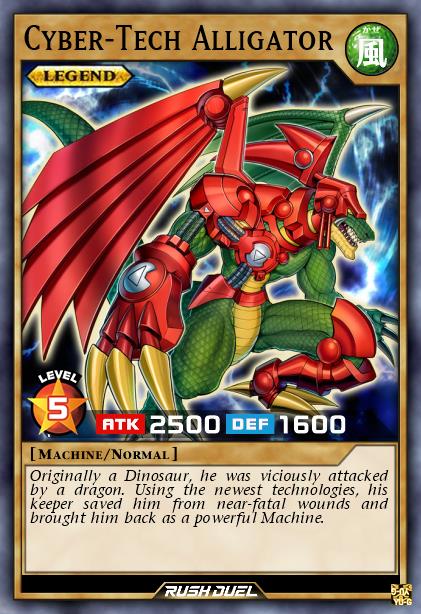 CYBER-TECH ALLIGATOR
かぜ
風
LEGEND
LEVEL
5
ATK 2500 DEF 1600
[MACHINE/NORMAL]
Originally a Dinosaur, he was viciously attacked
by a dragon. Using the newest technologies, his
keeper saved him from near-fatal wounds and
brought him back as a powerful Machine.
RUSH DUEL